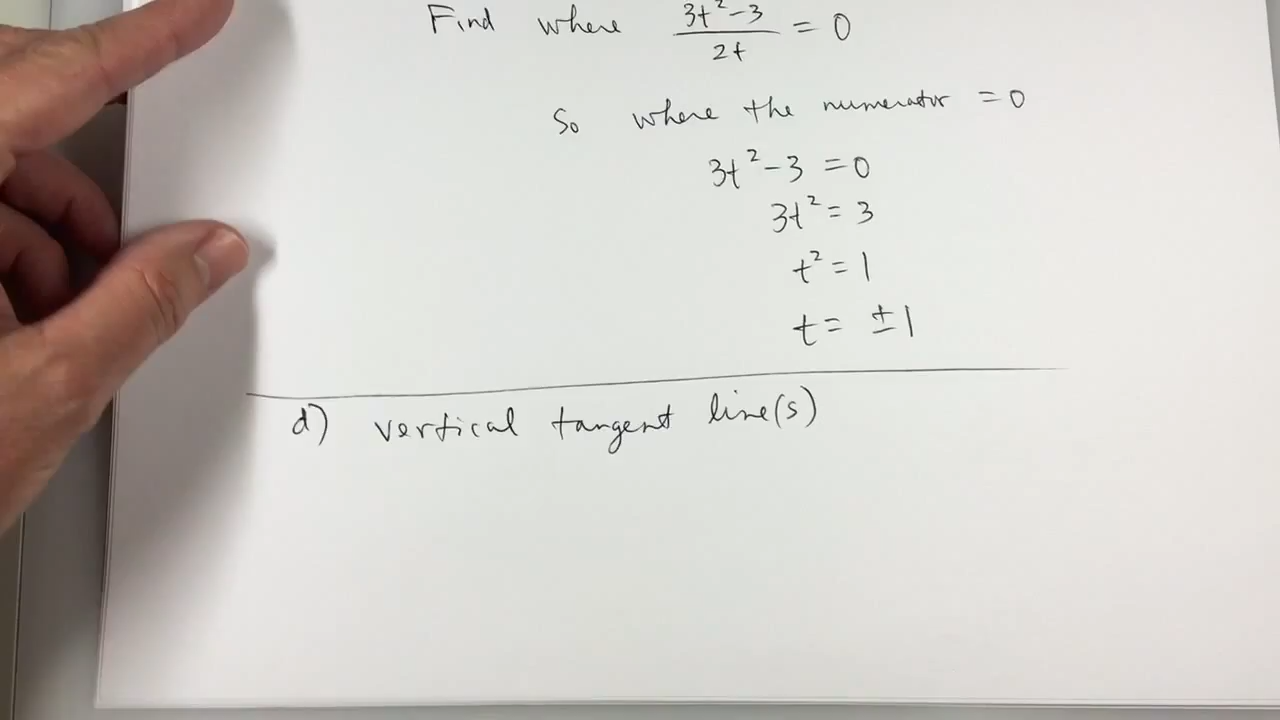 Find where 3t²-3 / 2t = 0
So where the numerator = 0
3t² - 3 = 0
3t² = 3
t² = 1
t = ±1
d) vertical tangent line(s)